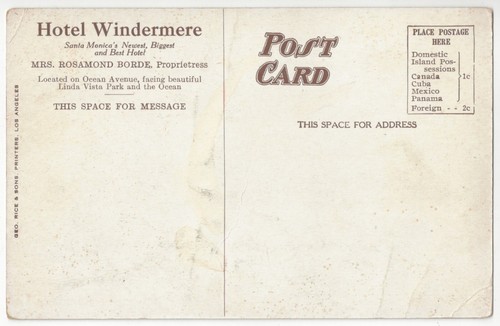 Hotel Windermere
Santa Monica's Newest, Biggest
and Best Hotel
MRS. ROSAMOND BORDE, Proprietress
Located on Ocean Avenue, facing beautiful
Linda Vista Park and the Ocean
THIS SPACE FOR MESSAGE
GEO. RICE & SONS, PRINTERS, LOS ANGELES
POST
CARD
THIS SPACE FOR ADDRESS
PLACE POSTAGE
HERE
Domestic
Island Pos-
sessions
Canada 1c
Cuba
Mexico
Panama
Foreign - - 2c